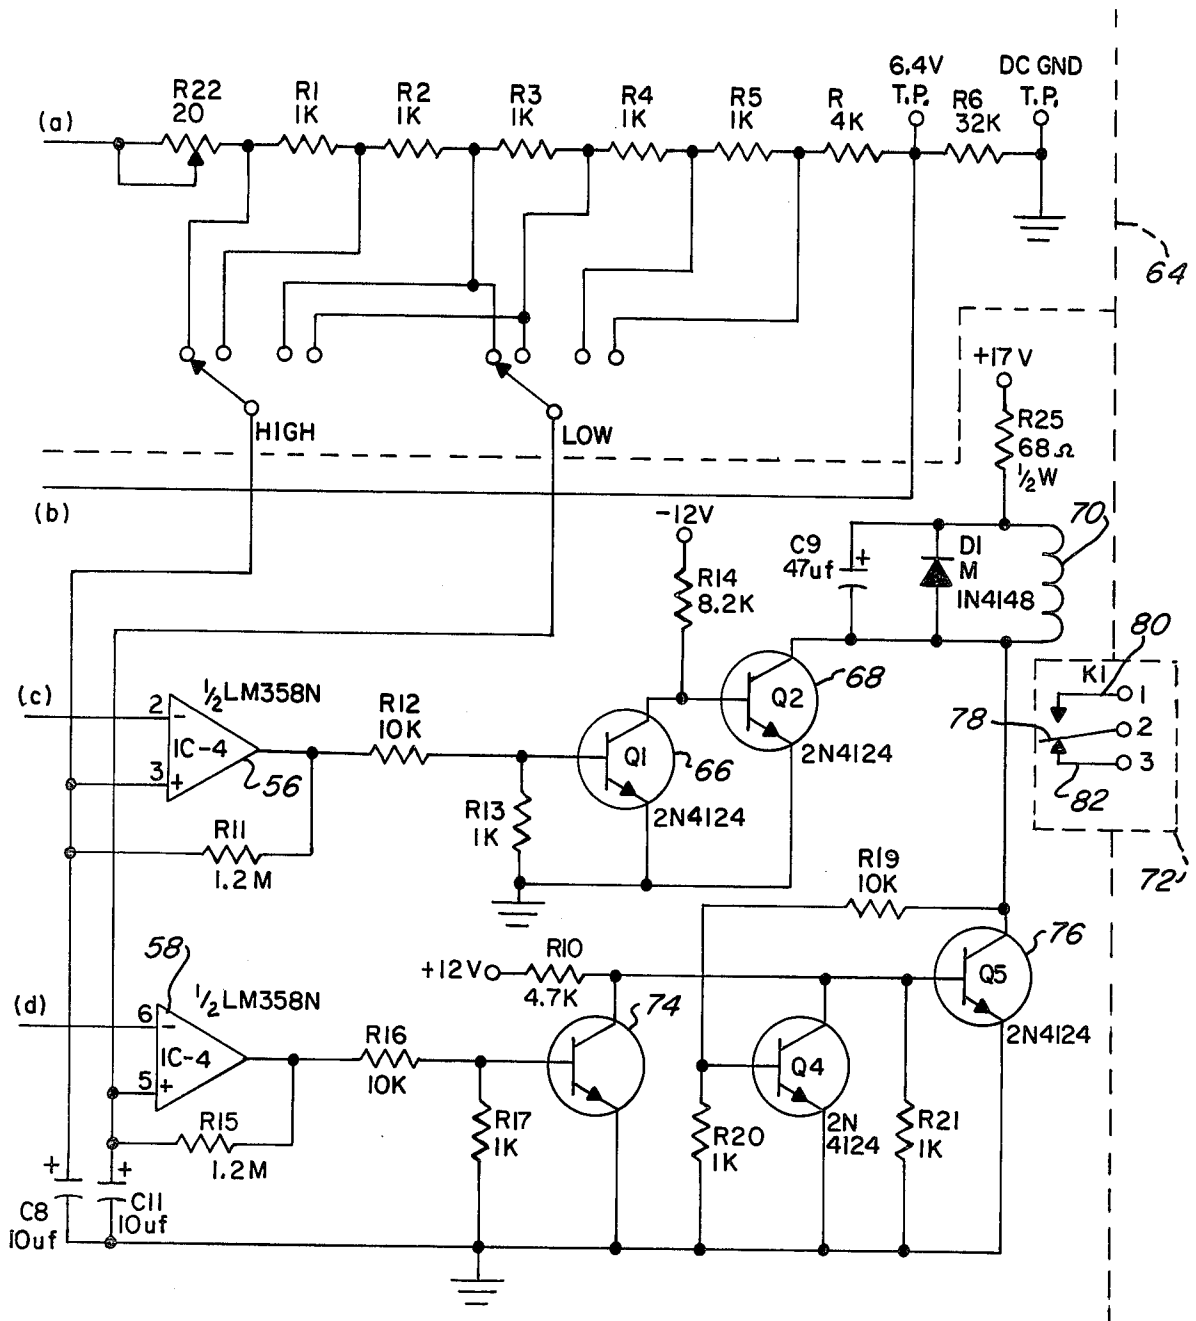 6.4V
T.P.
DC GND
T.P.
R22
20
R1
1K
R2
1K
R3
1K
R4
1K
R5
1K
R
4K
R6
32K
(a)
64
HIGH
LOW
+17V
R25
68Ω
½W
(b)
-12V
R14
8.2K
C9
47uf
+
D1
M
1N4148
70
80
K1
1
2
3
78
82
72
(c)
½LM358N
2
-
IC-4
3
+
56
R12
10K
Q1
66
2N4124
Q2
68
2N4124
R13
1K
R11
1.2M
R19
10K
58
½LM358N
(d)
6
-
IC-4
5
+
+12V
R10
4.7K
74
Q5
76
2N4124
R16
10K
Q4
2N
4124
R17
1K
R20
1K
R21
1K
R15
1.2M
+
C8
10uf
+
C11
10uf